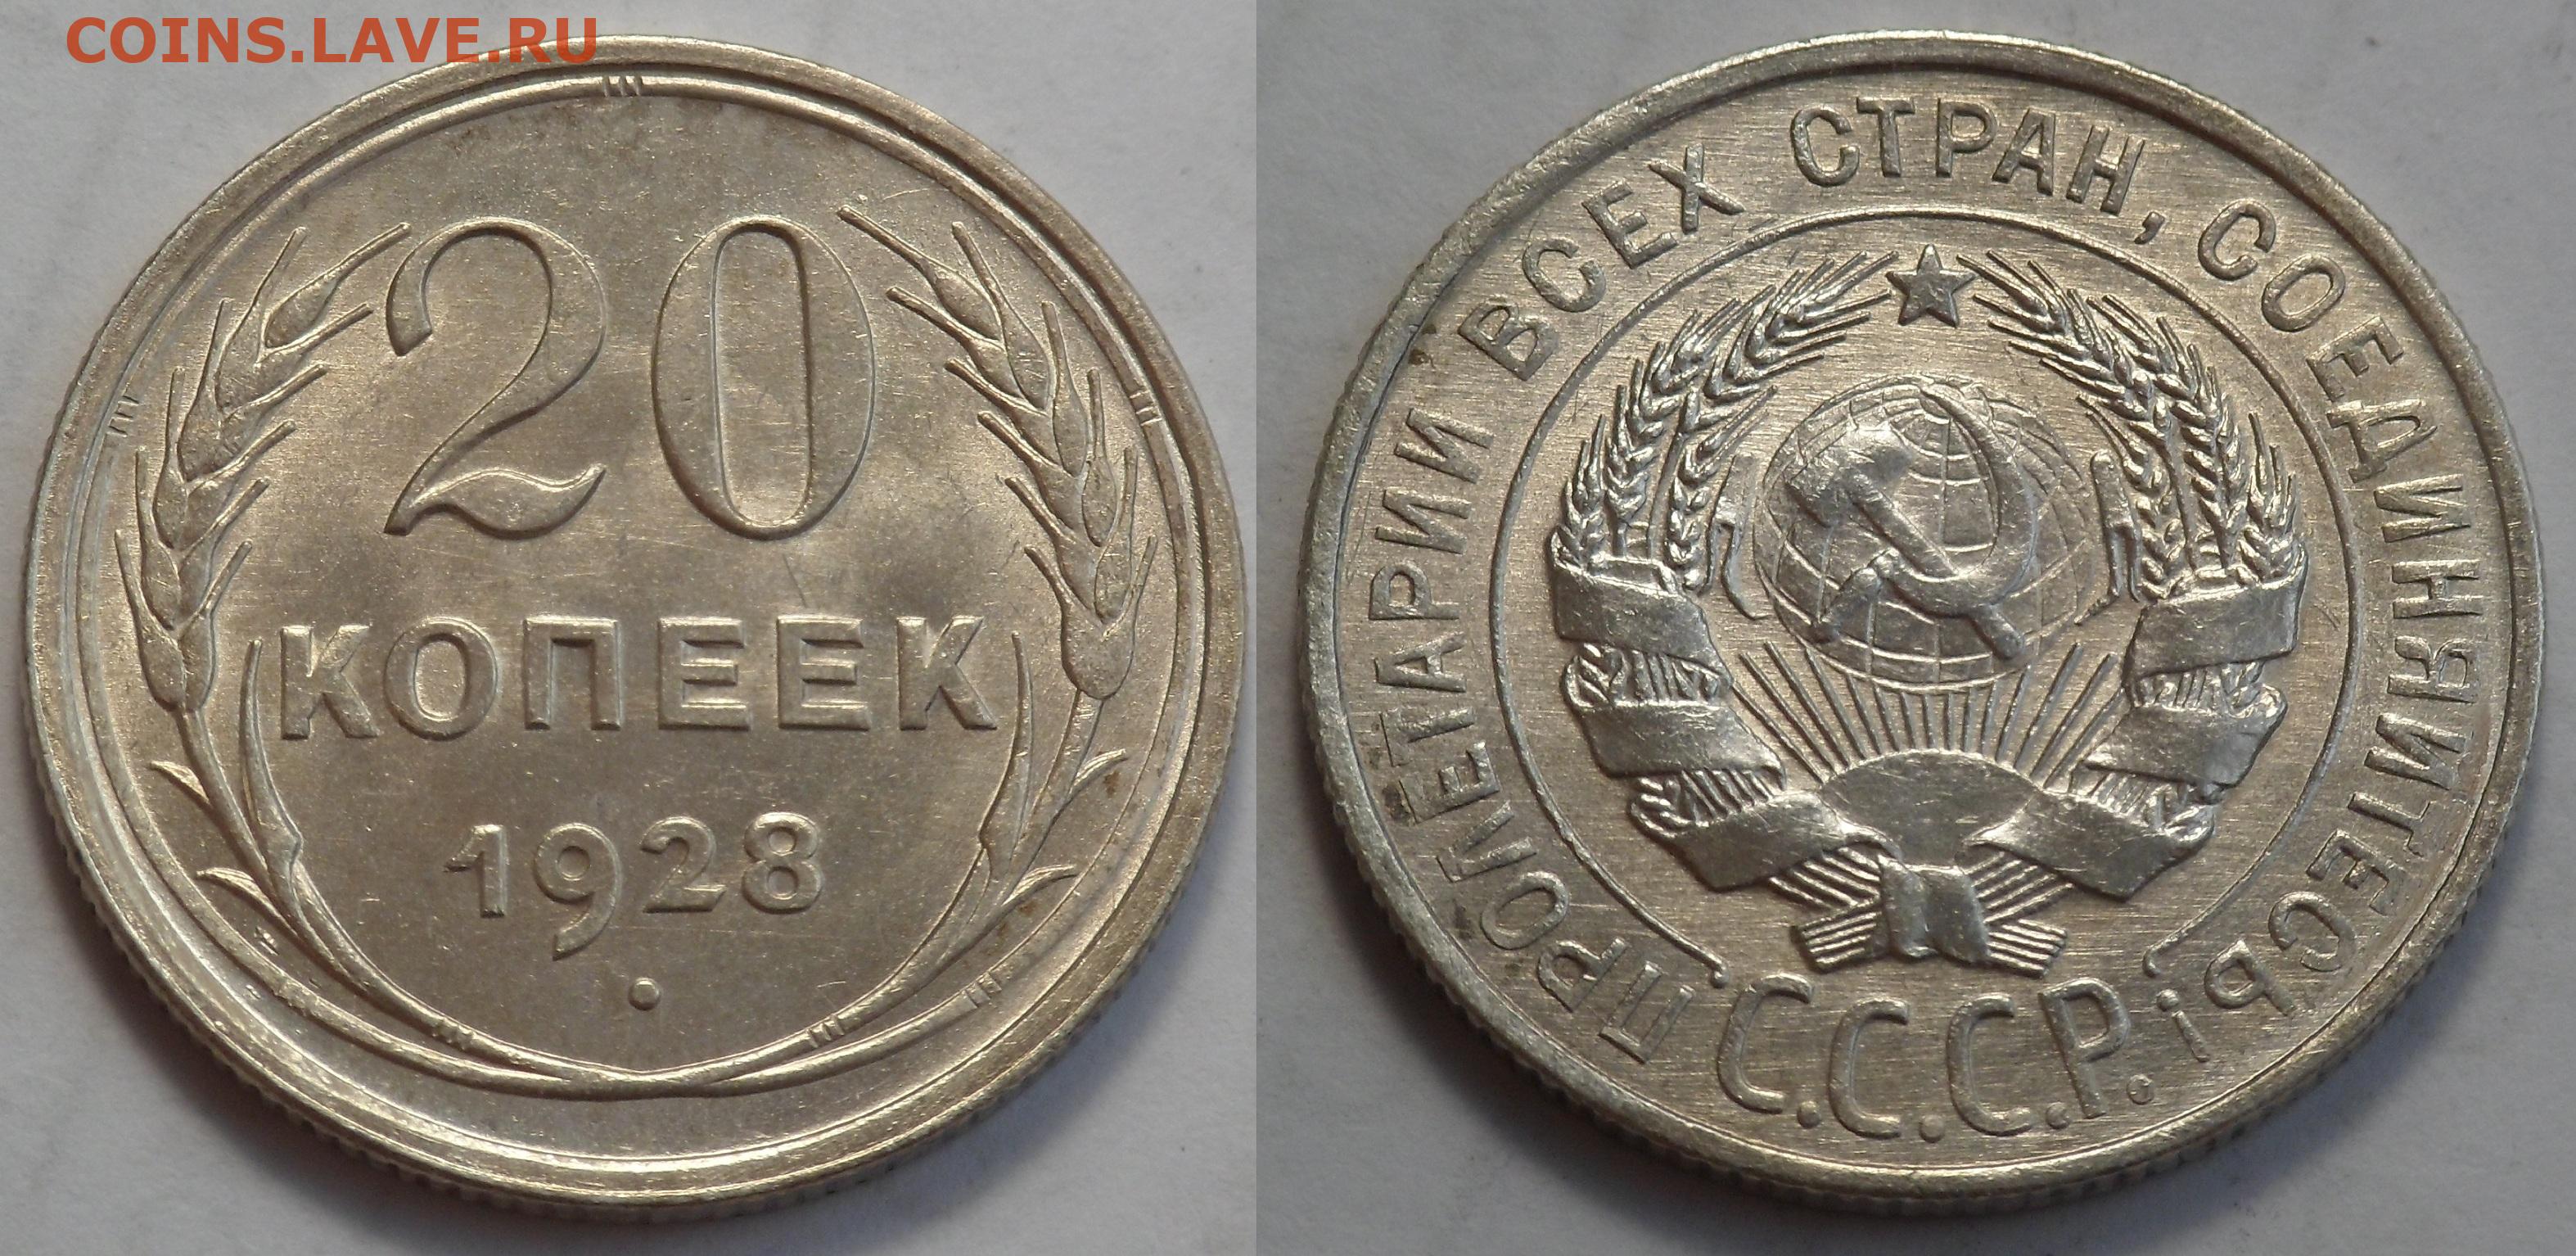 COINS.LAVE.RU
20
КОПЕЕК
1928
ПРОЛЕТАРИИ ВСЕХ СТРАН, СОЕДИНЯЙТЕСЬ!
С.С.С.Р.